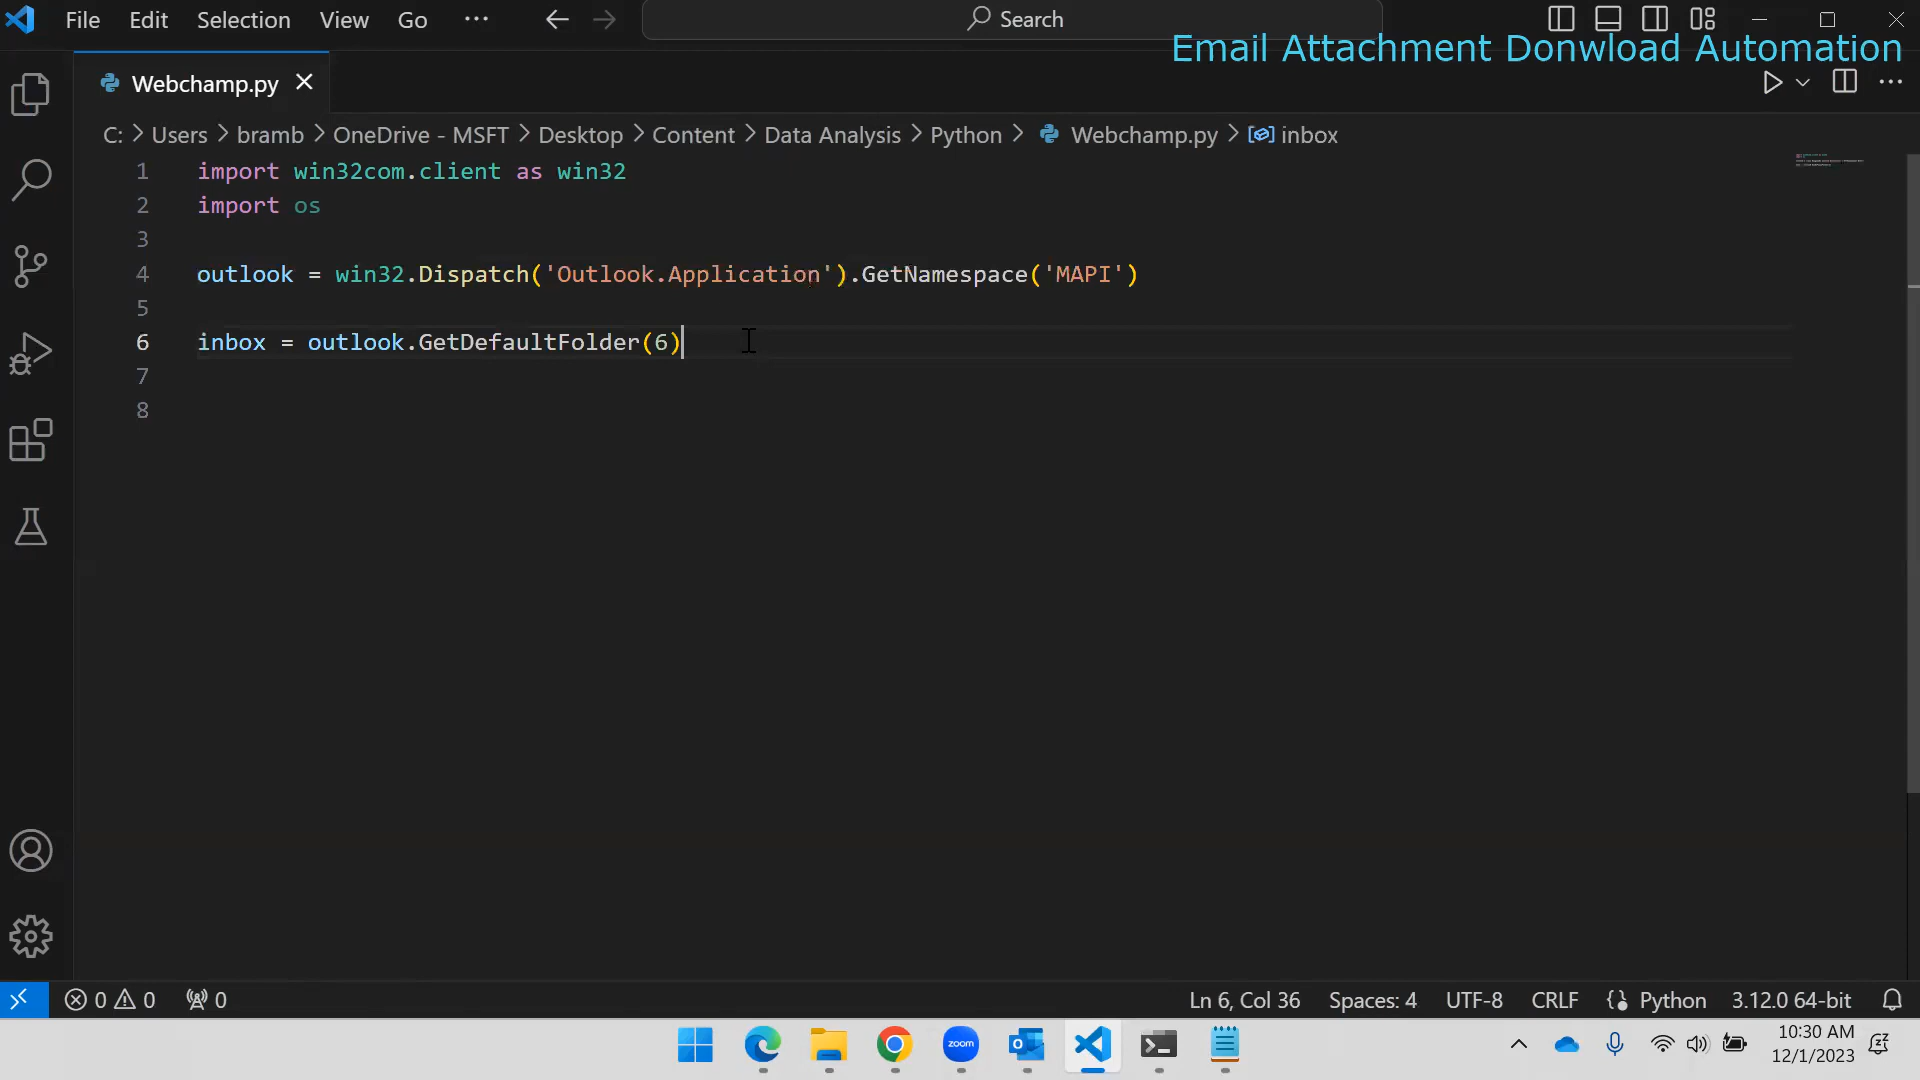 File Edit Selection View Go ··· Search
Email Attachment Donwload Automation
Webchamp.py
C: > Users > bramb > OneDrive - MSFT > Desktop > Content > Data Analysis > Python > Webchamp.py > inbox
1 import win32com.client as win32
2 import os
3
4 outlook = win32.Dispatch('Outlook.Application').GetNamespace('MAPI')
5
6 inbox = outlook.GetDefaultFolder(6)
7
8
0 0 0 Ln 6, Col 36 Spaces: 4 UTF-8 CRLF Python 3.12.0 64-bit
zoom 10:30 AM
12/1/2023